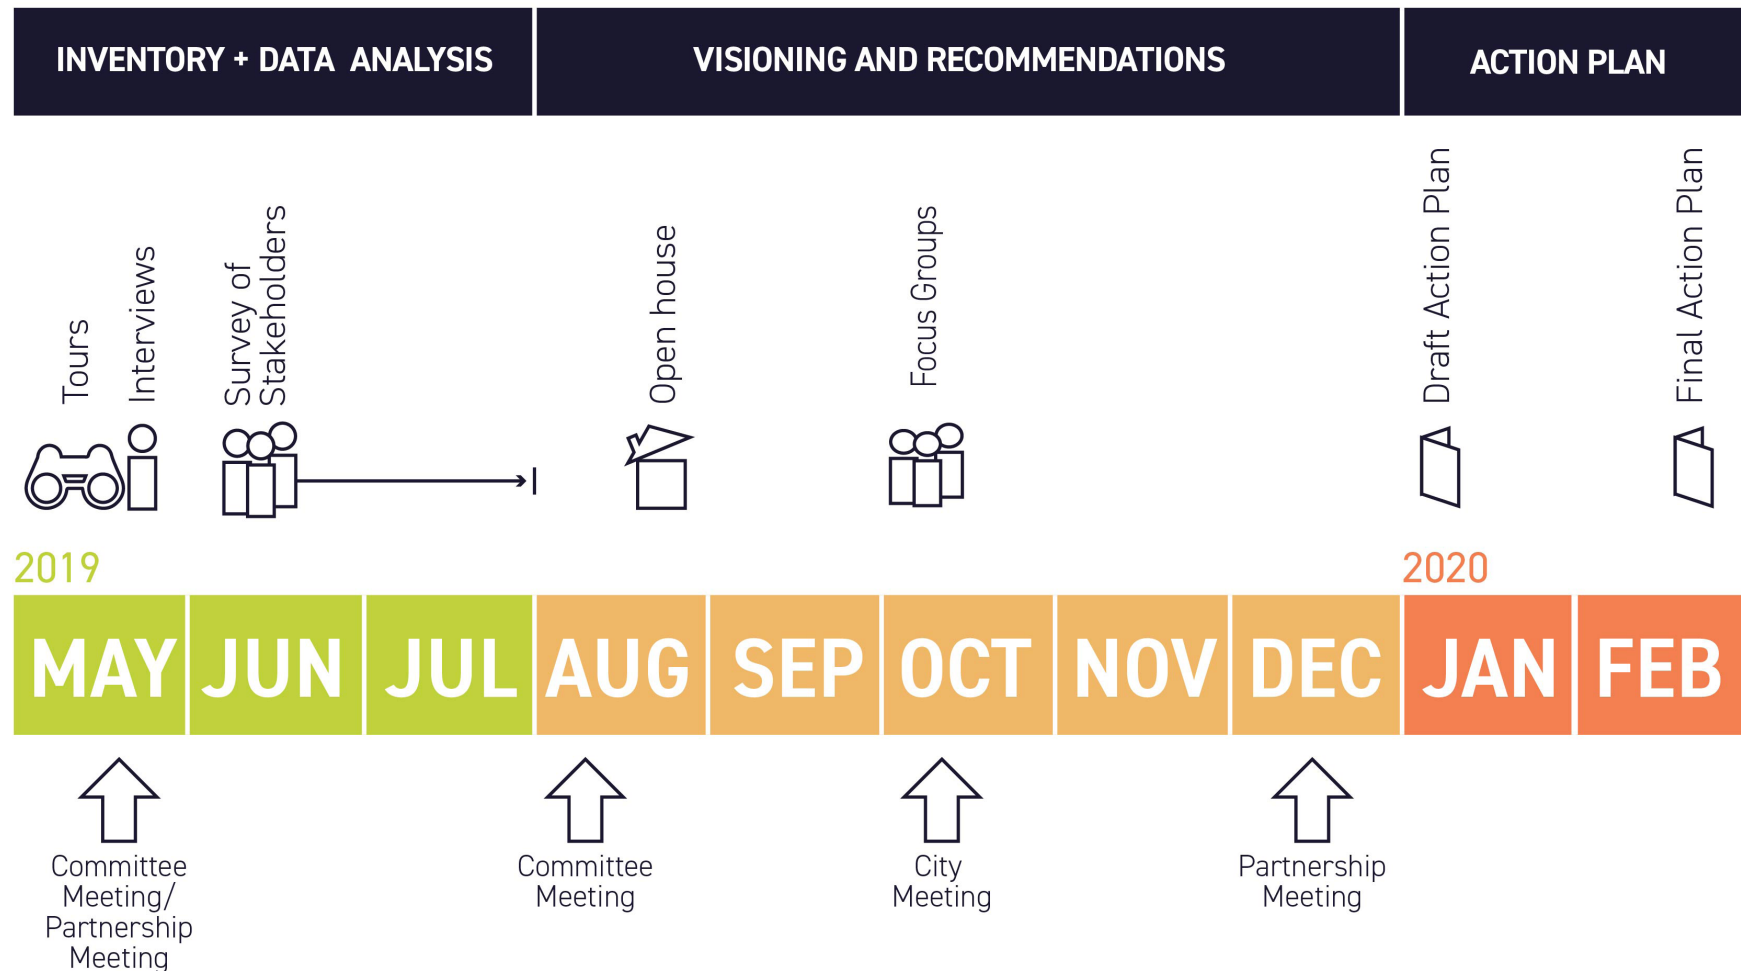 INVENTORY + DATA ANALYSIS
VISIONING AND RECOMMENDATIONS
ACTION PLAN
Tours
Interviews
Survey of
Stakeholders
Open house
Focus Groups
Draft Action Plan
Final Action Plan
2019
2020
MAY
JUN
JUL
AUG
SEP
OCT
NOV
DEC
JAN
FEB
Committee
Meeting/
Partnership
Meeting
Committee
Meeting
City
Meeting
Partnership
Meeting